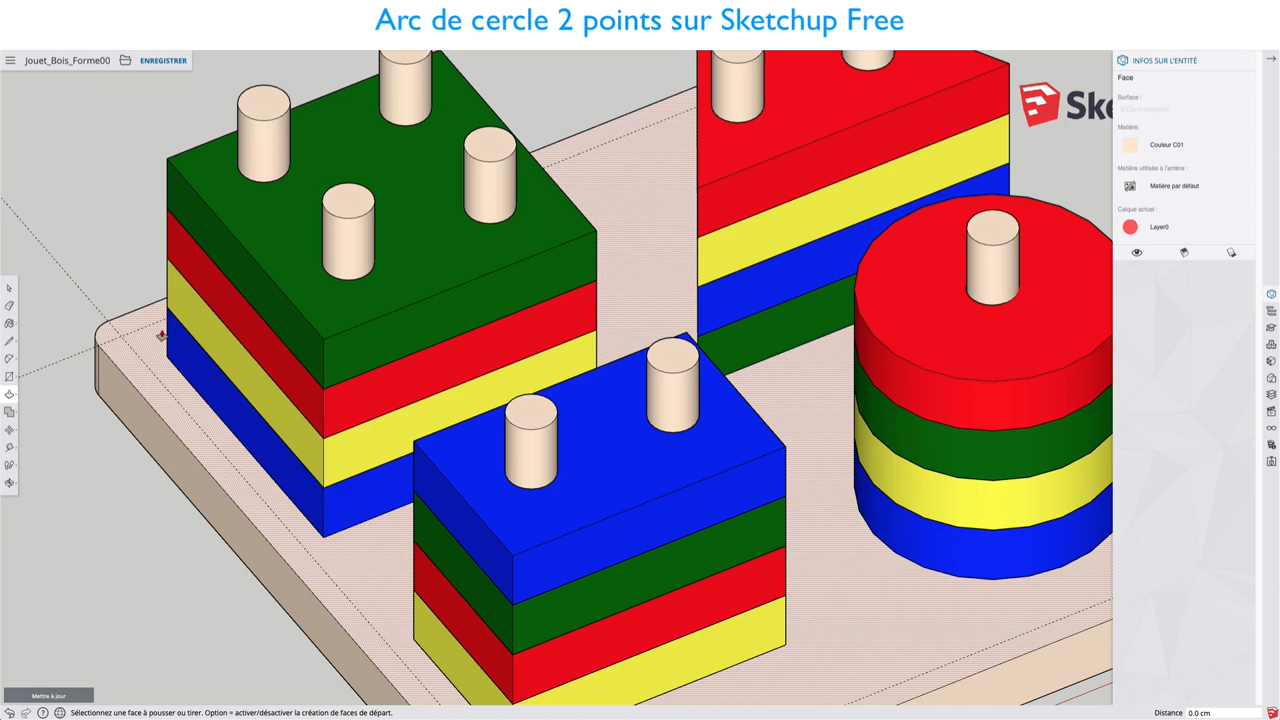 Arc de cercle 2 points sur Sketchup Free
Jouet_Bois_Forme00
ENREGISTRER
INFOS SUR L'ENTITÉ
Face
Surface :
Matière:
Couleur C01
Matière utilisée à l'arrière :
Matière par défaut
Calque actuel :
Layer0
Ske
Mettre à jour
Sélectionnez une face à pousser ou tirer. Option = activer/désactiver la création de faces de départ.
Distance 0.0 cm